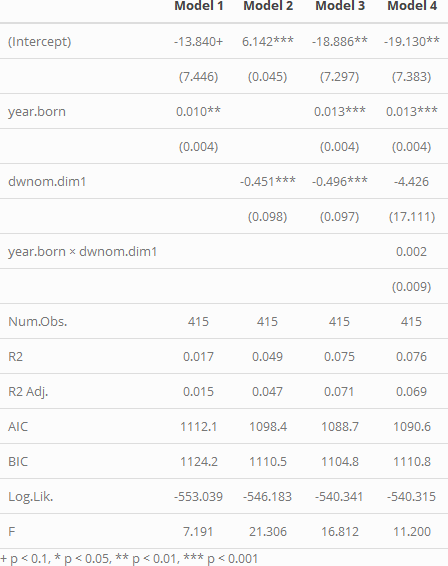 Model 1 Model 2 Model 3 Model 4
(Intercept) -13.840+ 6.142*** -18.886** -19.130**
(7.446) (0.045) (7.297) (7.383)
year.born 0.010** 0.013*** 0.013***
(0.004) (0.004) (0.004)
dwnom.dim1 -0.451*** -0.496*** -4.426
(0.098) (0.097) (17.111)
year.born × dwnom.dim1 0.002
(0.009)
Num.Obs. 415 415 415 415
R2 0.017 0.049 0.075 0.076
R2 Adj. 0.015 0.047 0.071 0.069
AIC 1112.1 1098.4 1088.7 1090.6
BIC 1124.2 1110.5 1104.8 1110.8
Log.Lik. -553.039 -546.183 -540.341 -540.315
F 7.191 21.306 16.812 11.200
+ p < 0.1, * p < 0.05, ** p < 0.01, *** p < 0.001